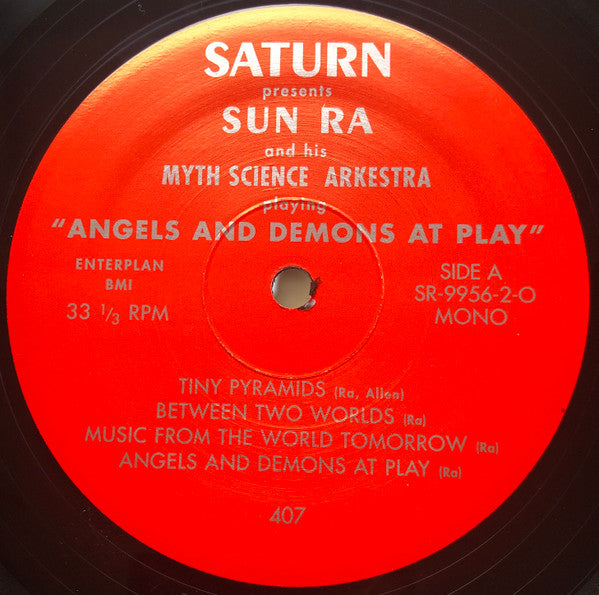 SATURN
presents
SUN RA
and his
MYTH SCIENCE ARKESTRA
playing
"ANGELS AND DEMONS AT PLAY"
ENTERPLAN
BMI
33 1/3 RPM
SIDE A
SR-9956-2-O
MONO
TINY PYRAMIDS (Ra, Allen)
BETWEEN TWO WORLDS (Ra)
MUSIC FROM THE WORLD TOMORROW (Ra)
ANGELS AND DEMONS AT PLAY (Ra)
407